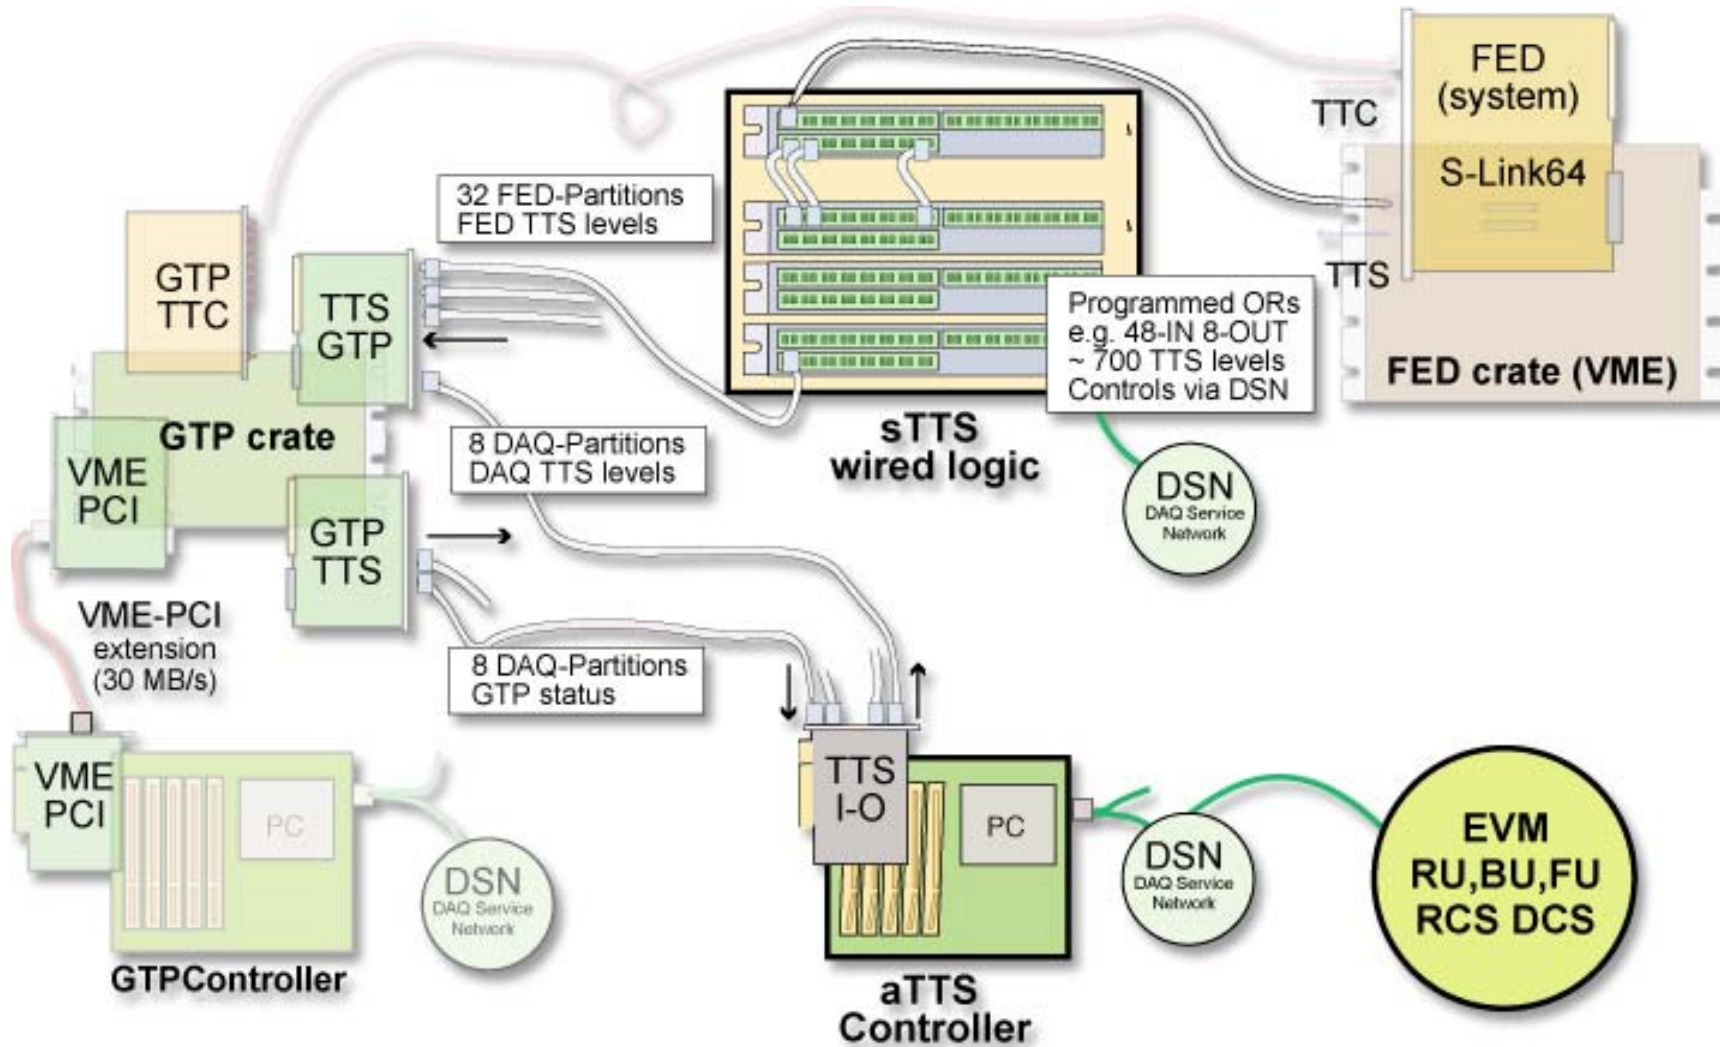 FED
(system)
TTC
S-Link64
TTS
FED crate (VME)
32 FED-Partitions
FED TTS levels
GTP
TTC
TTS
GTP
GTP crate
VME
PCI
GTP
TTS
Programmed ORs
e.g. 48-IN 8-OUT
~ 700 TTS levels
Controls via DSN
sTTS
wired logic
8 DAQ-Partitions
DAQ TTS levels
DSN
DAQ Service
Network
VME-PCI
extension
(30 MB/s)
8 DAQ-Partitions
GTP status
VME
PCI
PC
DSN
DAQ Service
Network
GTPController
TTS
I-O
PC
aTTS
Controller
DSN
DAQ Service
Network
EVM
RU,BU,FU
RCS DCS